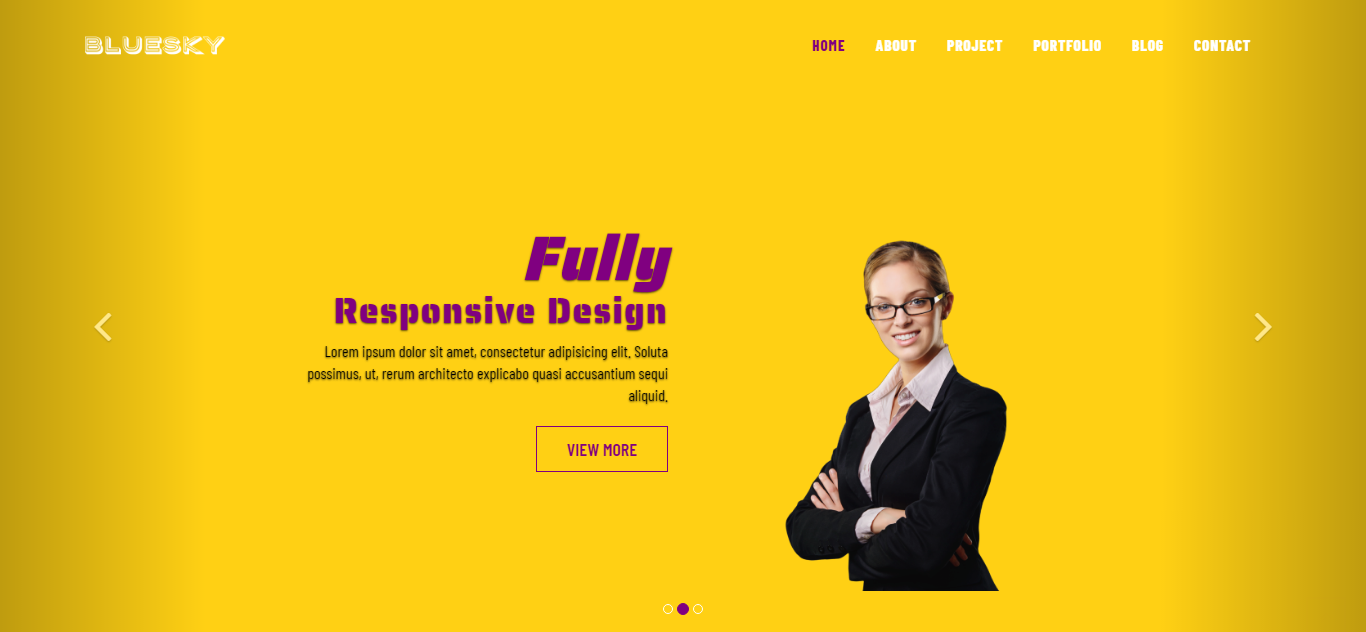 BLUESKY
HOME ABOUT PROJECT PORTFOLIO BLOG CONTACT
Fully
Responsive Design
Lorem ipsum dolor sit amet, consectetur adipisicing elit. Soluta
possimus, ut, rerum architecto explicabo quasi accusantium sequi
aliquid.
VIEW MORE